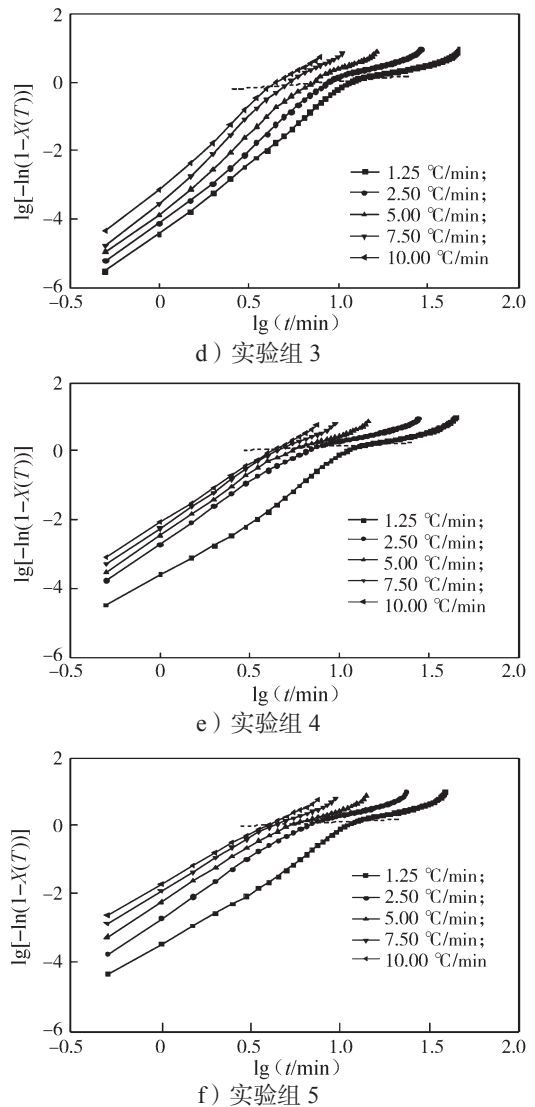 2
0
−2
−4
−6
−0.5 0 0.5 1.0 1.5 2.0
lg[−ln(1−X(T))]
1.25 ℃/min;
2.50 ℃/min;
5.00 ℃/min;
7.50 ℃/min;
10.00 ℃/min
lg(t/min)
d)实验组 3
2
0
−2
−4
−6
−0.5 0 0.5 1.0 1.5 2.0
lg[−ln(1−X(T))]
1.25 ℃/min;
2.50 ℃/min;
5.00 ℃/min;
7.50 ℃/min;
10.00 ℃/min
lg(t/min)
e)实验组 4
2
0
−2
−4
−6
−0.5 0 0.5 1.0 1.5 2.0
lg[−ln(1−X(T))]
1.25 ℃/min;
2.50 ℃/min;
5.00 ℃/min;
7.50 ℃/min;
10.00 ℃/min
lg(t/min)
f)实验组 5